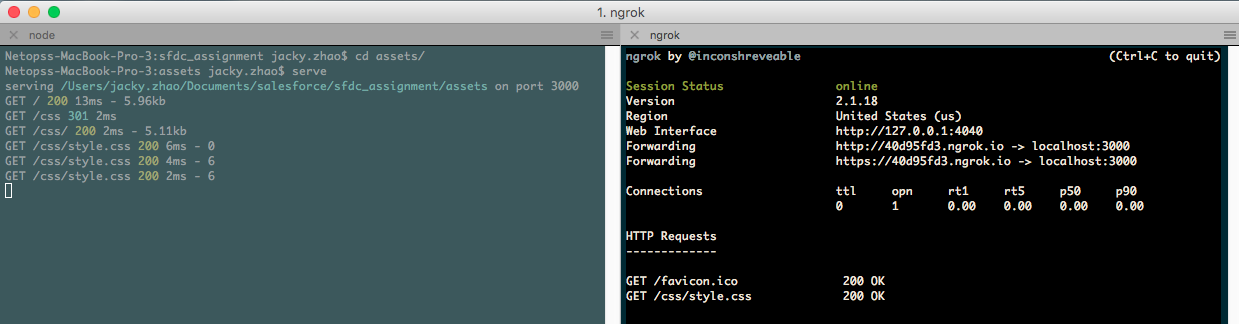 1. ngrok
node
Netopss-MacBook-Pro-3:sfdc_assignment jacky.zhao$ cd assets/
Netopss-MacBook-Pro-3:assets jacky.zhao$ serve
serving /Users/jacky.zhao/Documents/salesforce/sfdc_assignment/assets on port 3000
GET / 200 13ms - 5.96kb
GET /css 301 2ms
GET /css/ 200 2ms - 5.11kb
GET /css/style.css 200 6ms - 0
GET /css/style.css 200 4ms - 6
GET /css/style.css 200 2ms - 6
ngrok
ngrok by @inconshreveable (Ctrl+C to quit)
Session Status online
Version 2.1.18
Region United States (us)
Web Interface http://127.0.0.1:4040
Forwarding http://40d95fd3.ngrok.io -> localhost:3000
Forwarding https://40d95fd3.ngrok.io -> localhost:3000
Connections ttl opn rt1 rt5 p50 p90
0 1 0.00 0.00 0.00 0.00
HTTP Requests
-------------
GET /favicon.ico 200 OK
GET /css/style.css 200 OK